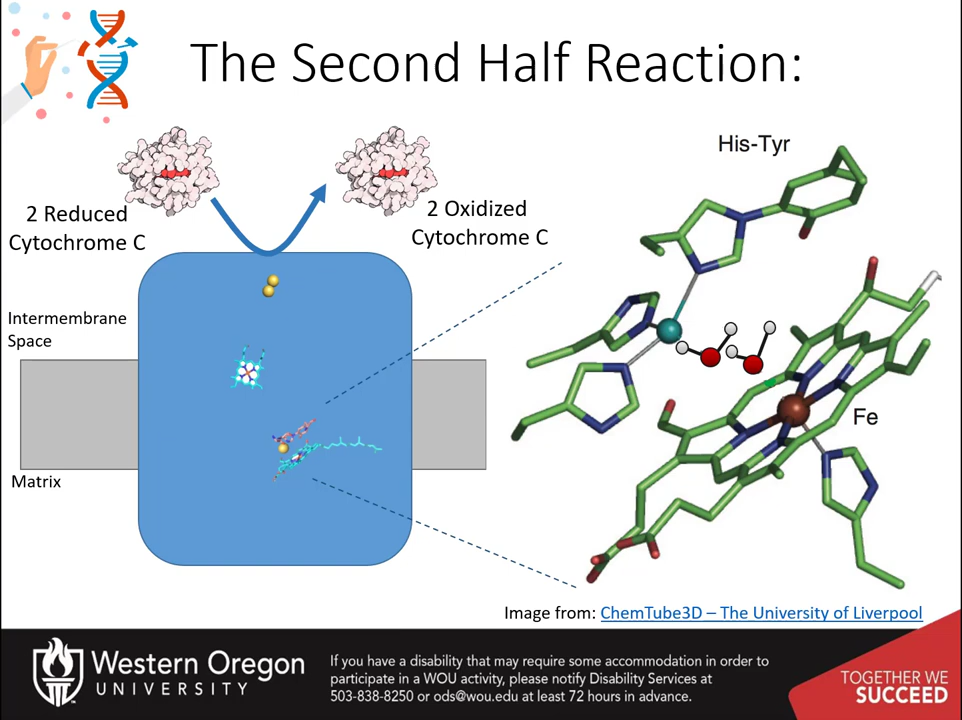 The Second Half Reaction:
His-Tyr
2 Reduced
Cytochrome C
2 Oxidized
Cytochrome C
Intermembrane
Space
Fe
Matrix
Image from: ChemTube3D – The University of Liverpool
Western Oregon
UNIVERSITY
If you have a disability that may require some accommodation in order to
participate in a WOU activity, please notify Disability Services at
503-838-8250 or ods@wou.edu at least 72 hours in advance.
TOGETHER WE
SUCCEED